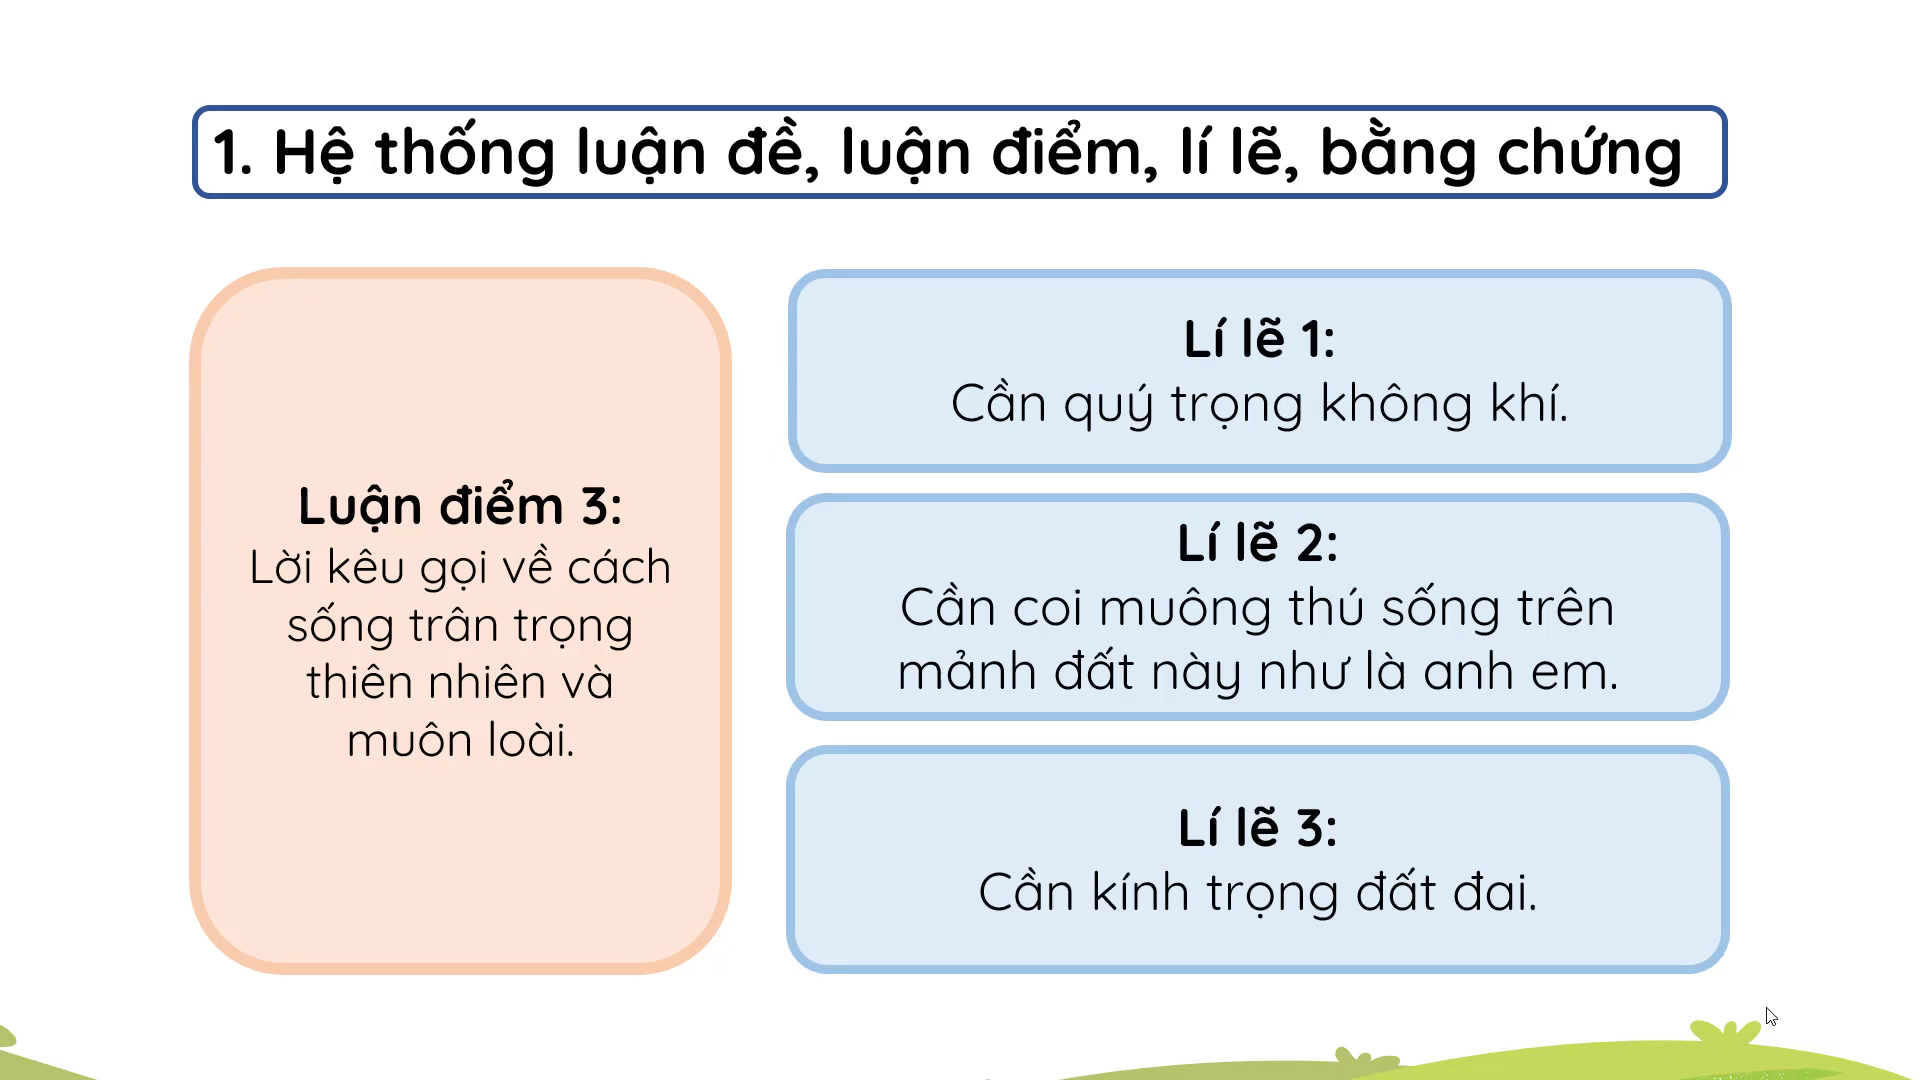 1. Hệ thống luận đề, luận điểm, lí lẽ, bằng chứng
Luận điểm 3:
Lời kêu gọi về cách
sống trân trọng
thiên nhiên và
muôn loài.
Lí lẽ 1:
Cần quý trọng không khí.
Lí lẽ 2:
Cần coi muông thú sống trên
mảnh đất này như là anh em.
Lí lẽ 3:
Cần kính trọng đất đai.